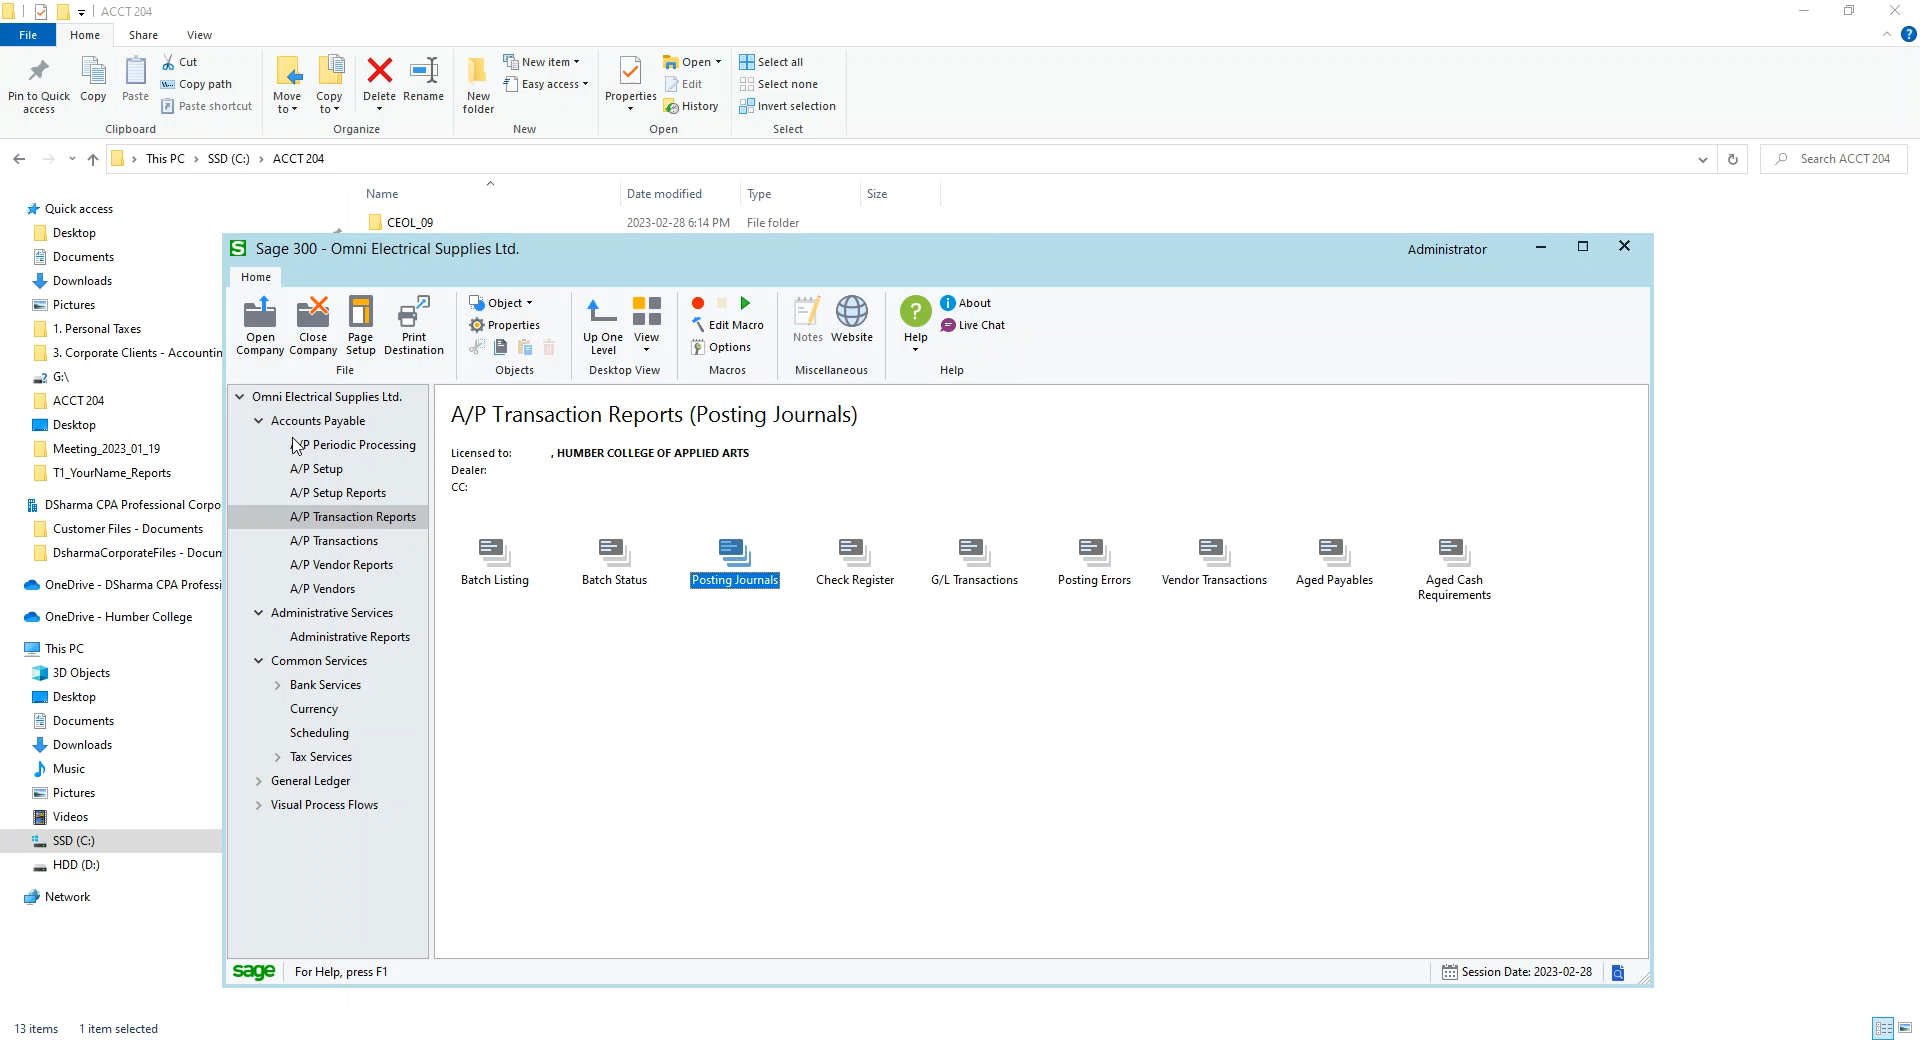 ACCT 204
File
Home
Share
View
Pin to Quick access
Copy
Paste
Cut
Copy path
Paste shortcut
Clipboard
Move to
Copy to
Delete
Rename
Organize
New folder
New item
Easy access
New
Properties
Open
Edit
History
Open
Select all
Select none
Invert selection
Select
This PC
SSD (C:)
ACCT 204
Search ACCT 204
Name
Date modified
Type
Size
CEOL_09
2023-02-28 6:14 PM
File folder
Quick access
Desktop
Documents
Downloads
Pictures
1. Personal Taxes
3. Corporate Clients - Accountin
G:\
ACCT 204
Desktop
Meeting_2023_01_19
T1_YourName_Reports
DSharma CPA Professional Corpo
Customer Files - Documents
DsharmaCorporateFiles - Docum
OneDrive - DSharma CPA Professi
OneDrive - Humber College
This PC
3D Objects
Desktop
Documents
Downloads
Music
Pictures
Videos
SSD (C:)
HDD (D:)
Network
13 items
1 item selected
Sage 300 - Omni Electrical Supplies Ltd.
Administrator
Home
Open Company
Close Company
Page Setup
Print Destination
File
Object
Properties
Objects
Up One Level
View
Desktop View
Edit Macro
Options
Macros
Notes
Website
Miscellaneous
Help
About
Live Chat
Help
Omni Electrical Supplies Ltd.
Accounts Payable
/P Periodic Processing
A/P Setup
A/P Setup Reports
A/P Transaction Reports
A/P Transactions
A/P Vendor Reports
A/P Vendors
Administrative Services
Administrative Reports
Common Services
Bank Services
Currency
Scheduling
Tax Services
General Ledger
Visual Process Flows
A/P Transaction Reports (Posting Journals)
Licensed to: , HUMBER COLLEGE OF APPLIED ARTS
Dealer:
CC:
Batch Listing
Batch Status
Posting Journals
Check Register
G/L Transactions
Posting Errors
Vendor Transactions
Aged Payables
Aged Cash
Requirements
sage
For Help, press F1
Session Date: 2023-02-28